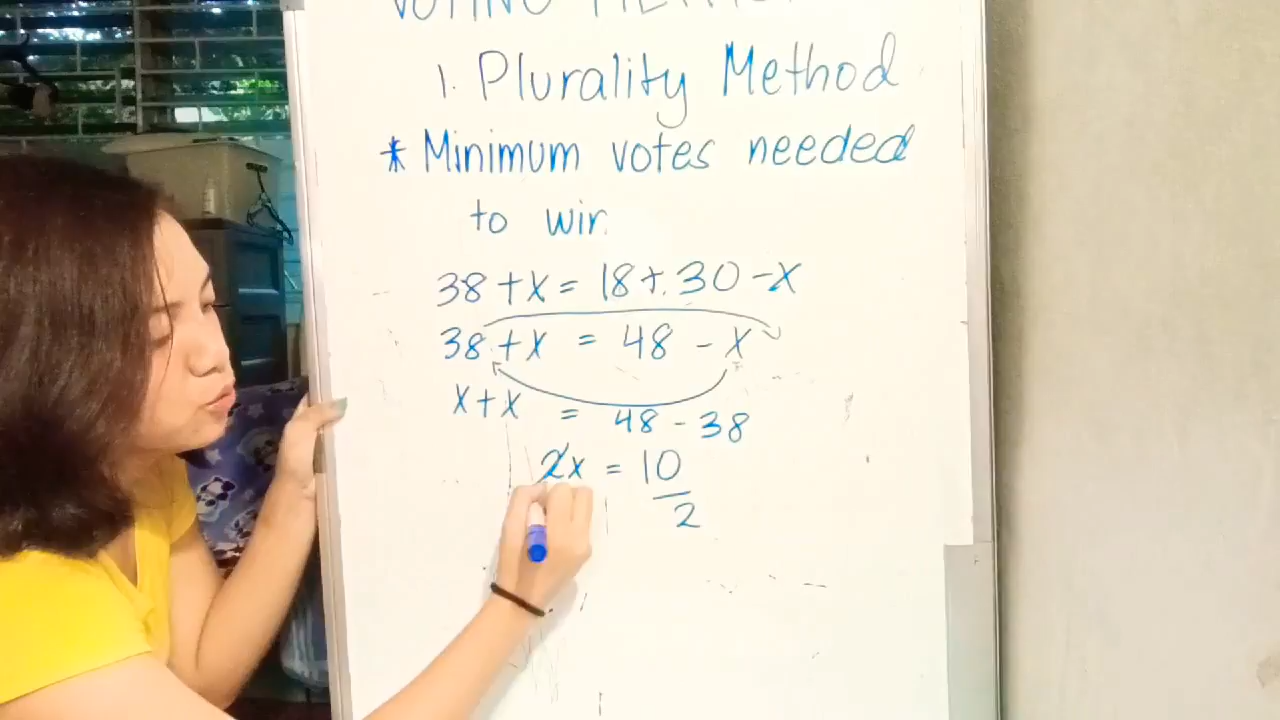 1. Plurality Method
* Minimum votes needed
to win
38 + x = 18 + 30 - x
38 + x = 48 - x
x + x = 48 - 38
2x = 10
2